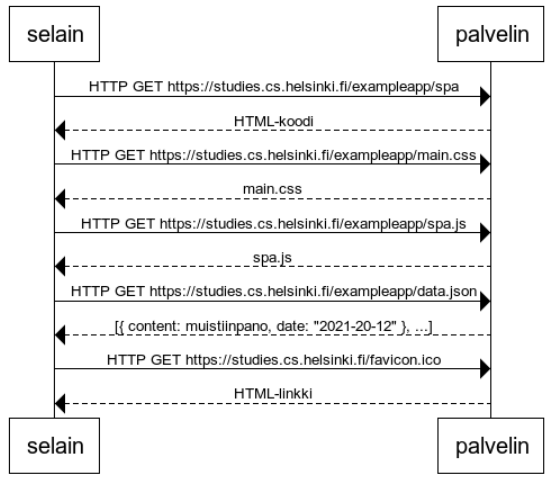 selain palvelin
HTTP GET https://studies.cs.helsinki.fi/exampleapp/spa
HTML-koodi
HTTP GET https://studies.cs.helsinki.fi/exampleapp/main.css
main.css
HTTP GET https://studies.cs.helsinki.fi/exampleapp/spa.js
spa.js
HTTP GET https://studies.cs.helsinki.fi/exampleapp/data.json
[{ content: muistiinpano, date: "2021-20-12" }, ...]
HTTP GET https://studies.cs.helsinki.fi/favicon.ico
HTML-linkki
selain palvelin